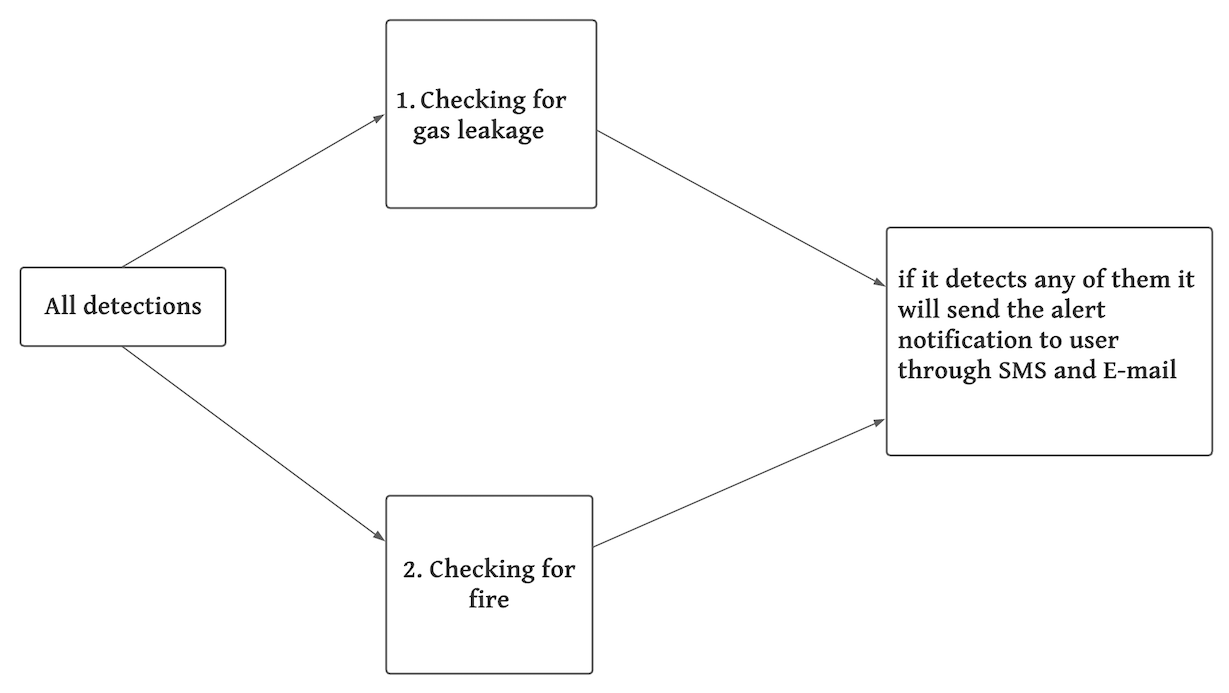 1. Checking for
gas leakage
All detections
if it detects any of them it
will send the alert
notification to user
through SMS and E-mail
2. Checking for
fire